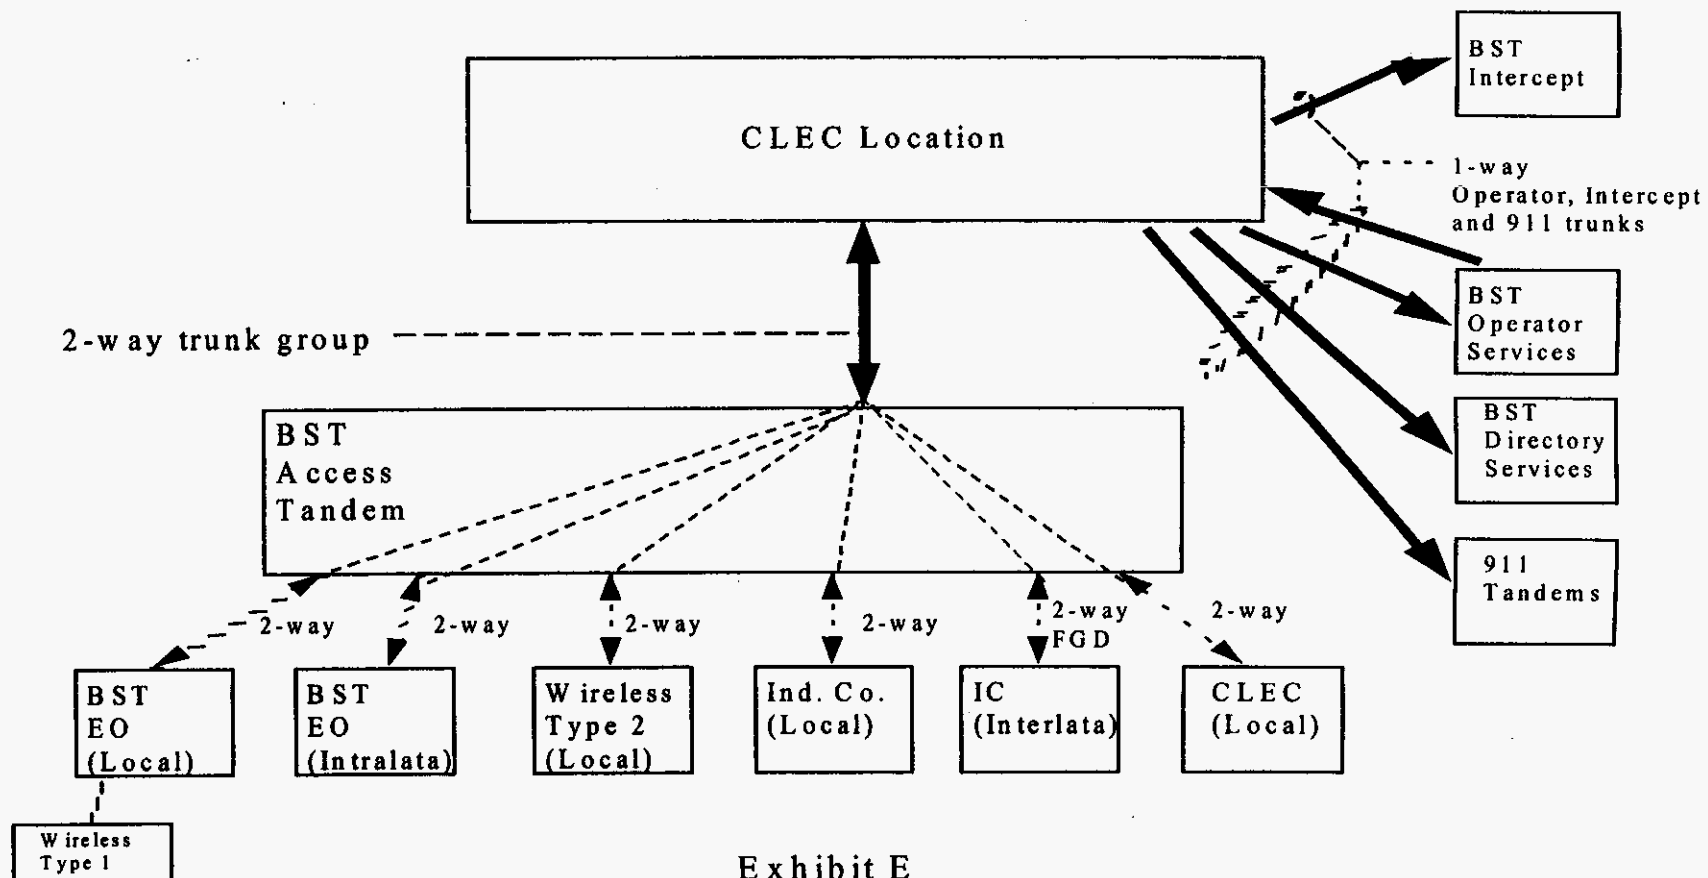 BST
Intercept
CLEC Location
1-way
Operator, Intercept
and 911 trunks
BST
Operator
Services
2-way trunk group
BST
Directory
Services
BST
Access
Tandem
911
Tandems
2-way
2-way
2-way
2-way
2-way
FGD
2-way
BST
EO
(Local)
BST
EO
(Intralata)
Wireless
Type 2
(Local)
Ind. Co.
(Local)
IC
(Interlata)
CLEC
(Local)
Wireless
Type 1
Exhibit E